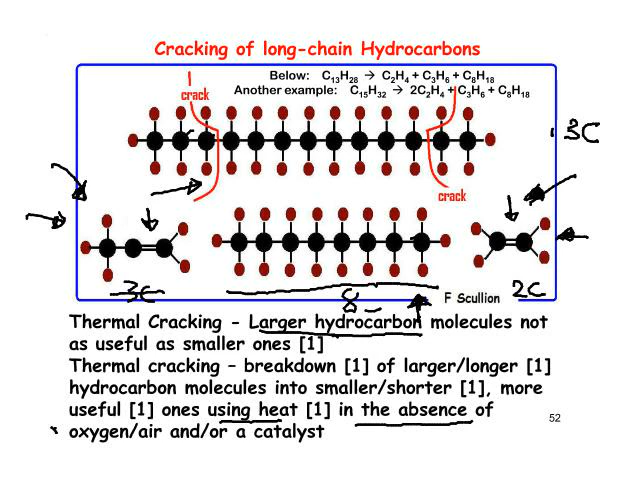 Cracking of long-chain Hydrocarbons
Below: C₁₃H₂₈ → C₂H₄ + C₃H₆ + C₈H₁₈
Another example: C₁₅H₃₂ → 2C₂H₄ + C₃H₆ + C₈H₁₈
crack
3C
crack
3C
8
F Scullion
2C
Thermal Cracking – Larger hydrocarbon molecules not
as useful as smaller ones [1]
Thermal cracking – breakdown [1] of larger/longer [1]
hydrocarbon molecules into smaller/shorter [1], more
useful [1] ones using heat [1] in the absence of
oxygen/air and/or a catalyst
52